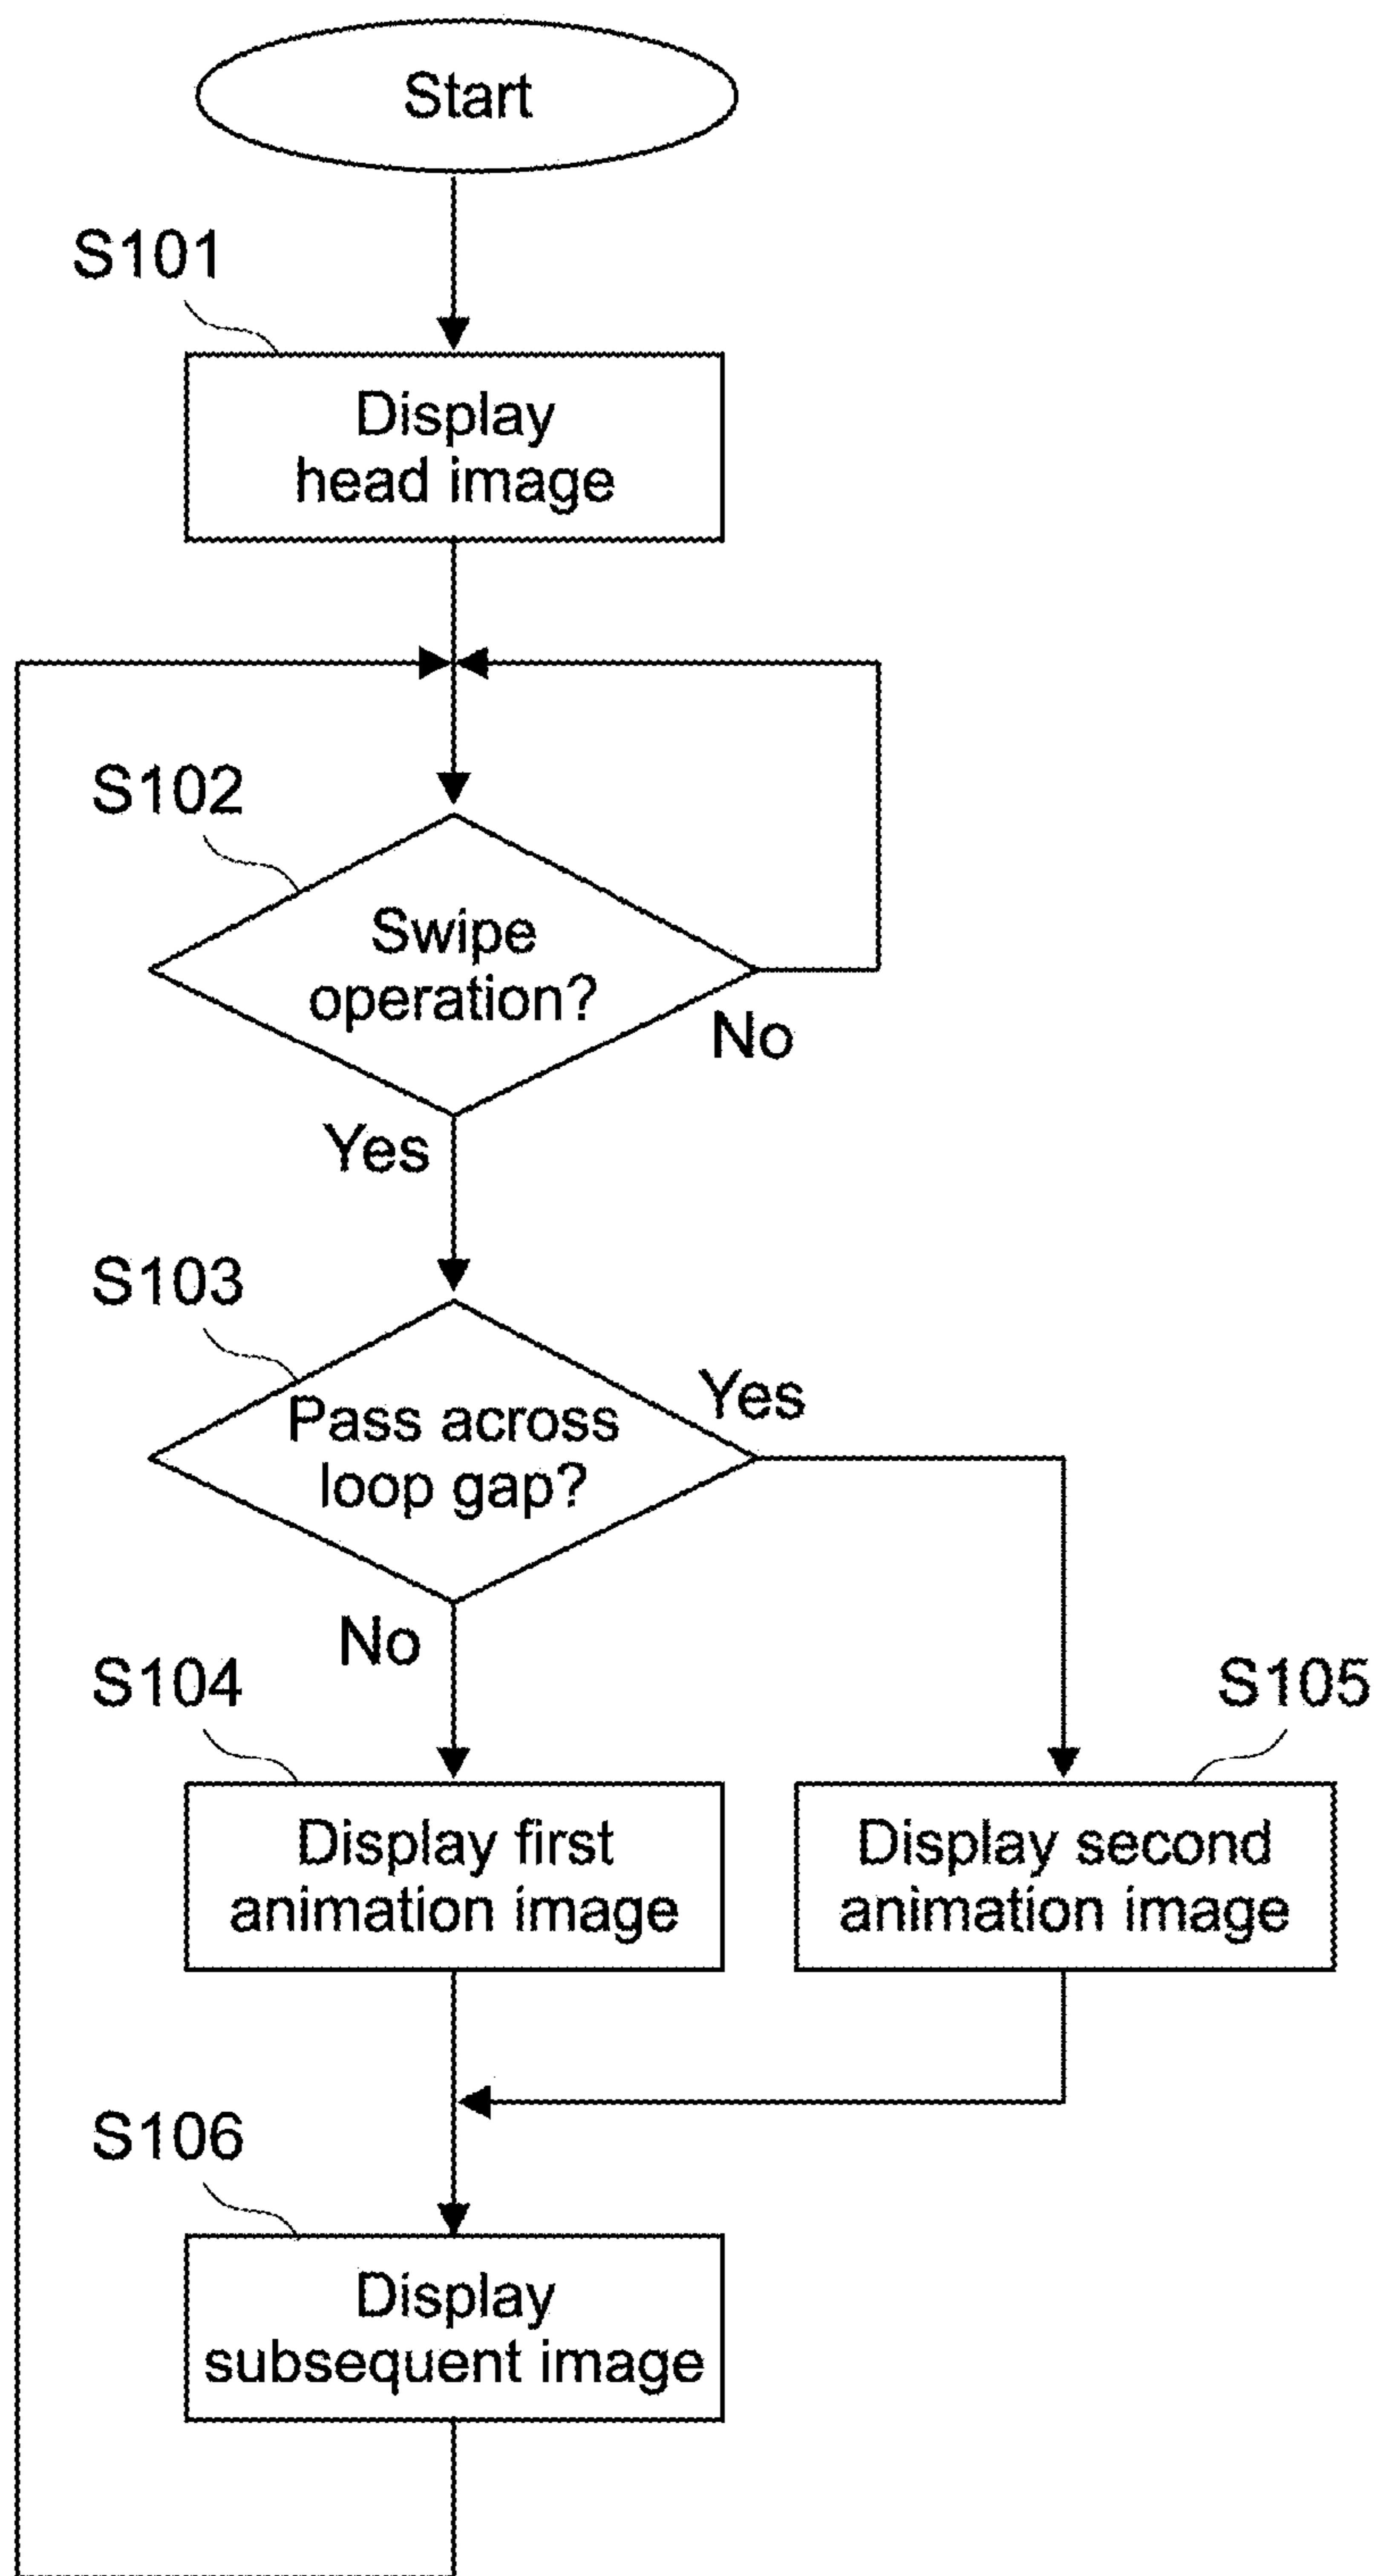 Start
S101
Display
head image
S102
Swipe
operation?
No
Yes
S103
Pass across
loop gap?
Yes
No
S104
Display first
animation image
S105
Display second
animation image
S106
Display
subsequent image